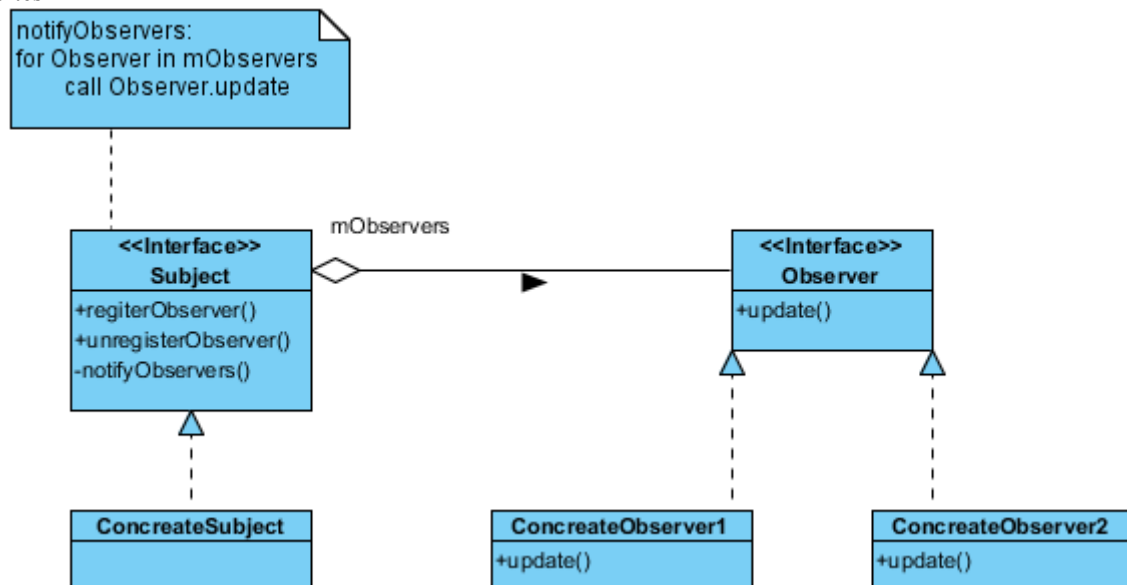 notifyObservers:
for Observer in mObservers
call Observer.update
mObservers
<<Interface>>
Subject
+regiterObserver()
+unregisterObserver()
-notifyObservers()
<<Interface>>
Observer
+update()
ConcreateSubject
ConcreateObserver1
+update()
ConcreateObserver2
+update()